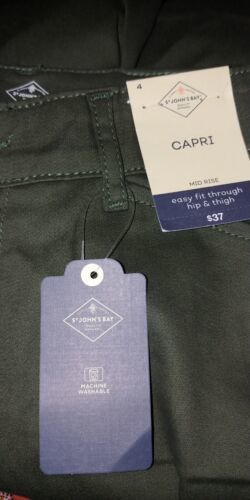 4
ST JOHN'S BAY
CAPRI
MID RISE
easy fit through
hip & thigh
$37
ST JOHN'S BAY
MACHINE
WASHABLE
ST JOHN'S BAY